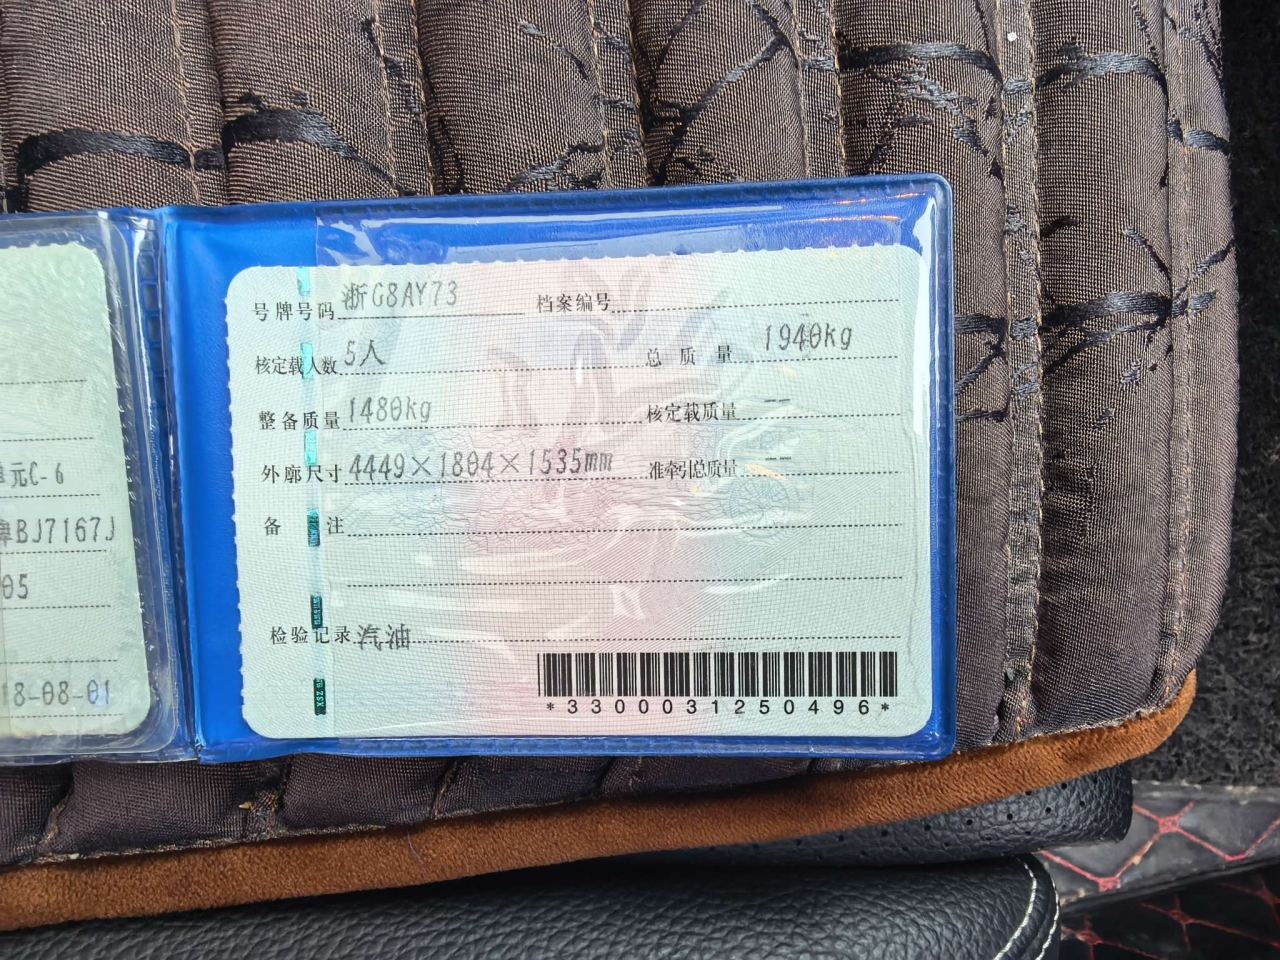 单元C-6
牌BJ7167J
05
18-08-01
号牌号码 浙G8AY73 档案编号
核定载人数 5人 总质量 1940kg
整备质量 1480kg 核定载质量 --
外廓尺寸 4449×1804×1535mm 准牵引总质量 --
备注
检验记录 汽油
*3300031250496*